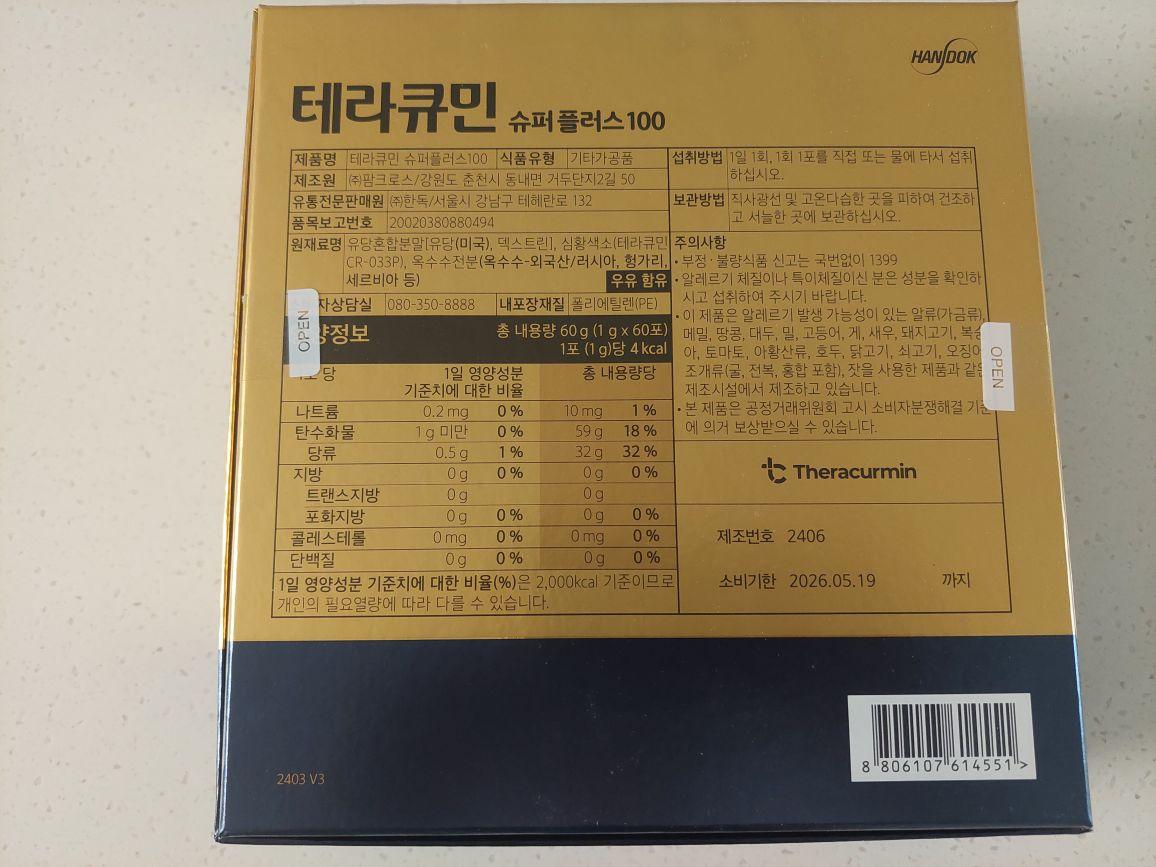 HANDOK
테라큐민 슈퍼플러스100
제품명 테라큐민 슈퍼플러스100 식품유형 기타가공품
제조원 ㈜팜크로스/강원도 춘천시 동내면 거두단지2길 50
유통전문판매원 ㈜한독/서울시 강남구 테헤란로 132
품목보고번호 20020380880494
원재료명 유당혼합분말[유당(미국), 덱스트린], 심황색소(테라큐민
CR-033P), 옥수수전분(옥수수-외국산/러시아, 헝가리,
세르비아 등)
우유 함유
자상담실 080-350-8888 내포장재질 폴리에틸렌(PE)
OPEN
양정보
총 내용량 60g (1 g x 60포)
1포 (1g)당 4 kcal
당 1일 영양성분 총 내용량당
기준치에 대한 비율
나트륨 0.2 mg 0 % 10 mg 1 %
탄수화물 1 g 미만 0 % 59 g 18 %
당류 0.5 g 1 % 32 g 32 %
지방 0 g 0 % 0 g 0 %
트랜스지방 0 g 0 g
포화지방 0 g 0 % 0 g 0 %
콜레스테롤 0 mg 0 % 0 mg 0 %
단백질 0 g 0 % 0 g 0 %
1일 영양성분 기준치에 대한 비율(%)은 2,000kcal 기준이므로
개인의 필요열량에 따라 다를 수 있습니다.
섭취방법 1일 1회, 1회 1포를 직접 또는 물에 타서 섭취
하십시오.
보관방법 직사광선 및 고온다습한 곳을 피하여 건조하
고 서늘한 곳에 보관하십시오.
주의사항
• 부정·불량식품 신고는 국번없이 1399
• 알레르기 체질이나 특이체질이신 분은 성분을 확인하
시고 섭취하여 주시기 바랍니다.
• 이 제품은 알레르기 발생 가능성이 있는 알류(가금류),
메밀, 땅콩, 대두, 밀, 고등어, 게, 새우, 돼지고기, 복숭
아, 토마토, 아황산류, 호두, 닭고기, 쇠고기, 오징어
조개류(굴, 전복, 홍합 포함), 잣을 사용한 제품과 같은
제조시설에서 제조하고 있습니다.
• 본 제품은 공정거래위원회 고시 소비자분쟁해결 기준
에 의거 보상받으실 수 있습니다.
OPEN
Theracurmin
제조번호 2406
소비기한 2026.05.19 까지
2403 V3
8 806107 614551 >